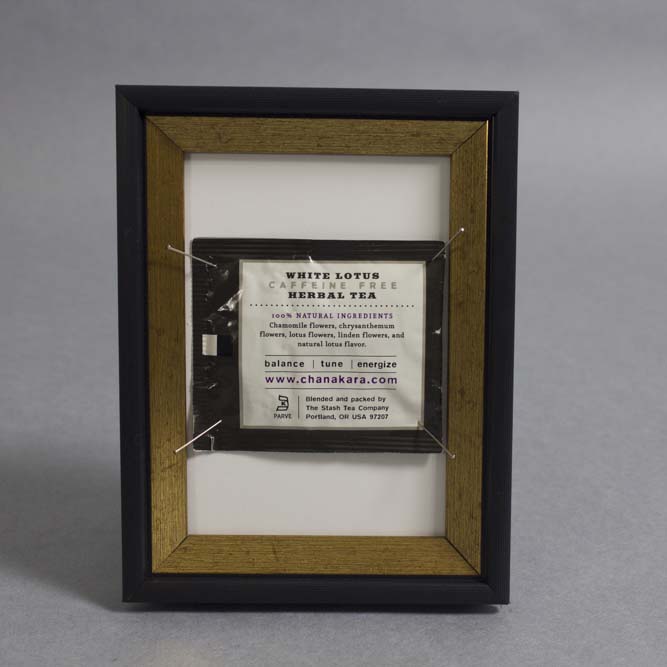 WHITE LOTUS
CAFFEINE FREE
HERBAL TEA
100% NATURAL INGREDIENTS
Chamomile flowers, chrysanthemum
flowers, lotus flowers, linden flowers, and
natural lotus flavor.
balance | tune | energize
www.chanakara.com
K
PARVE
Blended and packed by
The Stash Tea Company
Portland, OR USA 97207